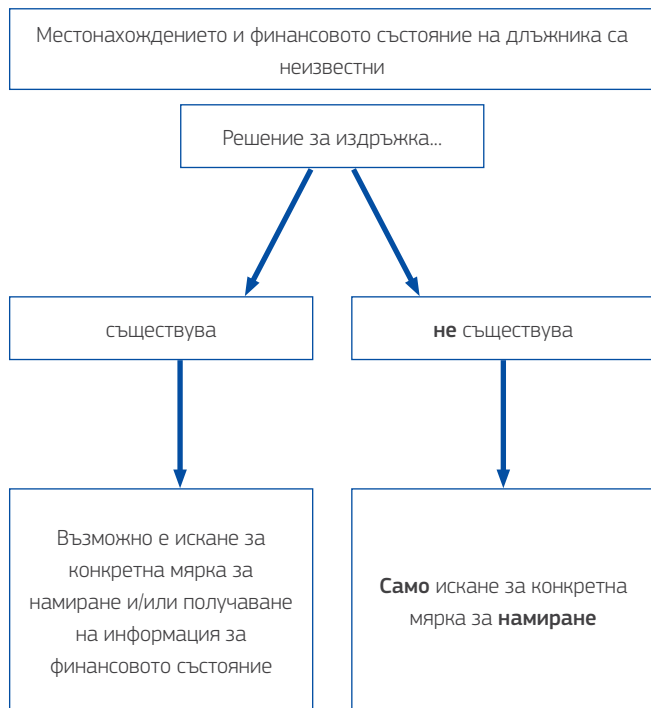 Местонахождението и финансовото състояние на длъжника са
неизвестни
Решение за издръжка...
съществува
не съществува
Възможно е искане за
конкретна мярка за
намиране и/или получаване
на информация за
финансовото състояние
Само искане за конкретна
мярка за намиране